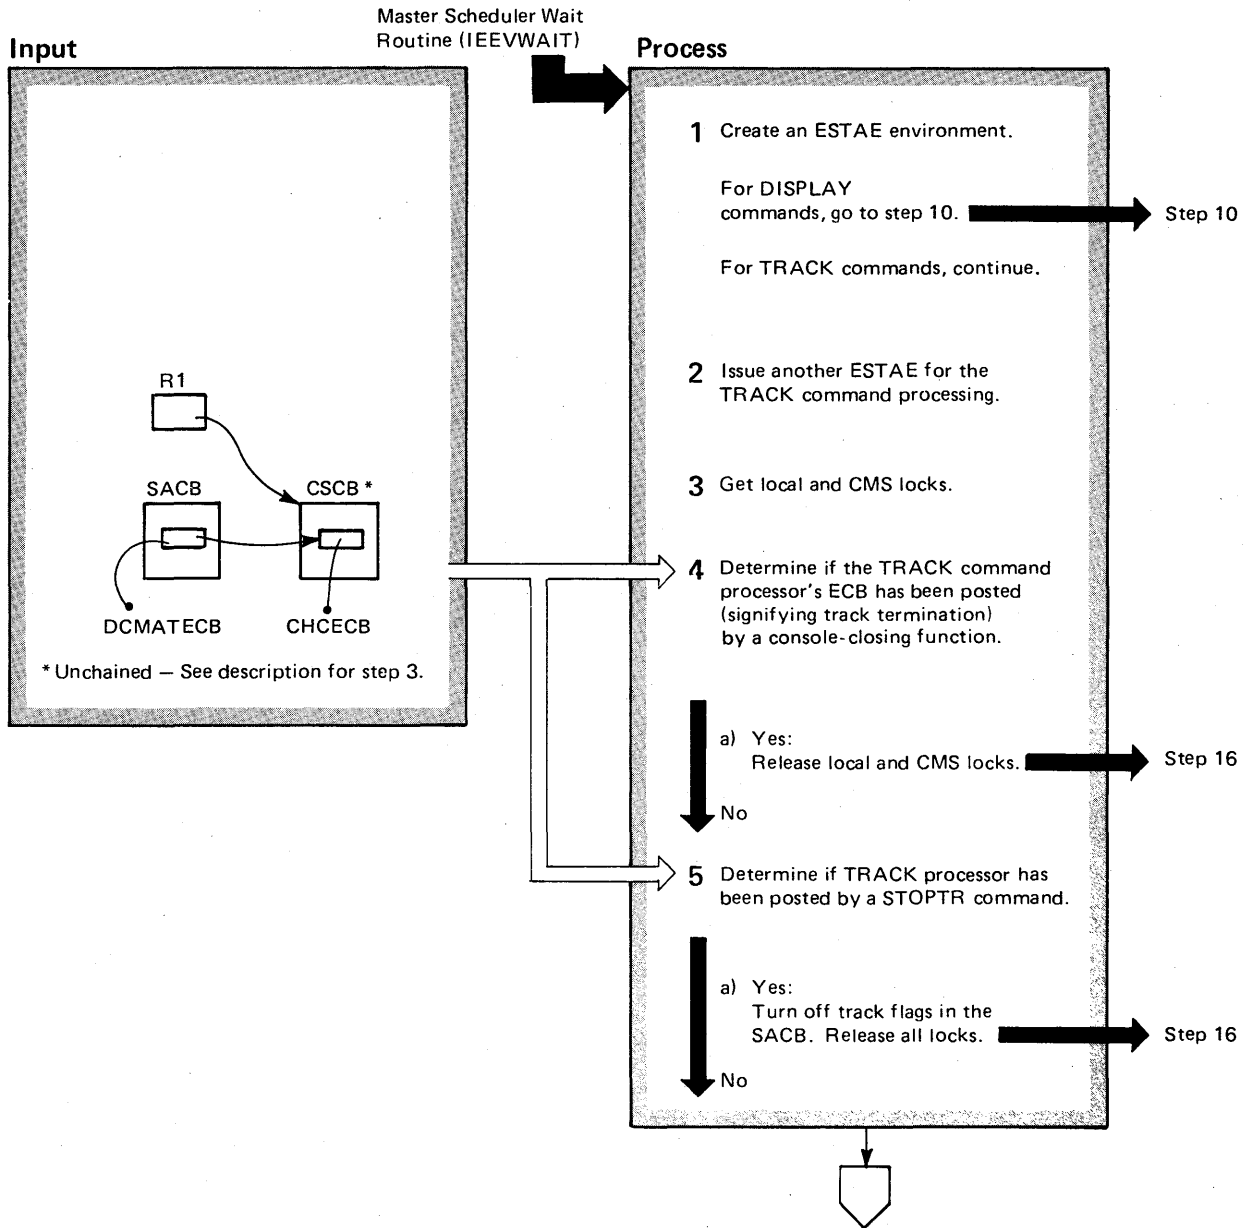 Master Scheduler Wait
Routine (IEEVWAIT)
Input
Process
R1
SACB
CSCB *
DCMATECB
CHCECB
* Unchained — See description for step 3.
1 Create an ESTAE environment.
For DISPLAY
commands, go to step 10.
Step 10
For TRACK commands, continue.
2 Issue another ESTAE for the
TRACK command processing.
3 Get local and CMS locks.
4 Determine if the TRACK command
processor's ECB has been posted
(signifying track termination)
by a console-closing function.
a) Yes:
Release local and CMS locks.
Step 16
No
5 Determine if TRACK processor has
been posted by a STOPTR command.
a) Yes:
Turn off track flags in the
SACB. Release all locks.
Step 16
No